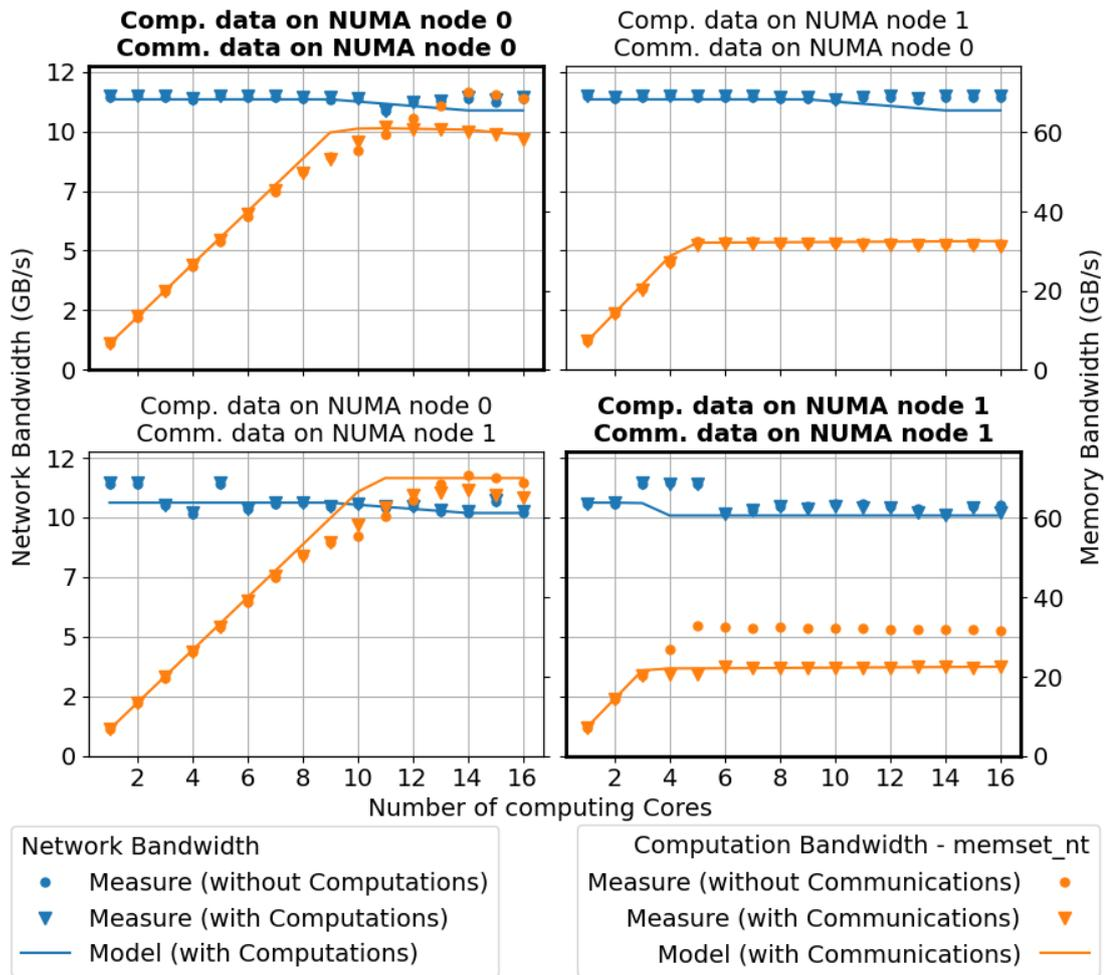 Comp. data on NUMA node 0
Comm. data on NUMA node 0
Comp. data on NUMA node 1
Comm. data on NUMA node 0
12
10
7
5
2
0
60
40
20
0
Network Bandwidth (GB/s)
Memory Bandwidth (GB/s)
Comp. data on NUMA node 0
Comm. data on NUMA node 1
Comp. data on NUMA node 1
Comm. data on NUMA node 1
12
10
7
5
2
0
60
40
20
0
2 4 6 8 10 12 14 16
2 4 6 8 10 12 14 16
Number of computing Cores
Network Bandwidth
Measure (without Computations)
Measure (with Computations)
Model (with Computations)
Computation Bandwidth - memset_nt
Measure (without Communications)
Measure (with Communications)
Model (with Communications)